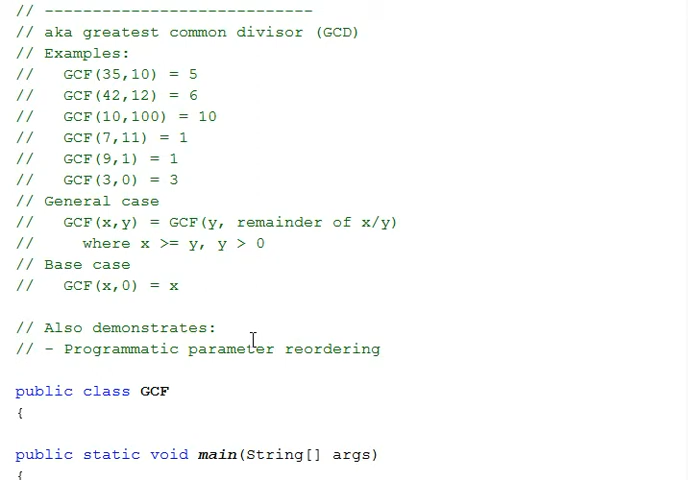 // ----------------------------
// aka greatest common divisor (GCD)
// Examples:
//   GCF(35,10) = 5
//   GCF(42,12) = 6
//   GCF(10,100) = 10
//   GCF(7,11) = 1
//   GCF(9,1) = 1
//   GCF(3,0) = 3
// General case
//   GCF(x,y) = GCF(y, remainder of x/y)
//     where x >= y, y > 0
// Base case
//   GCF(x,0) = x
// Also demonstrates:
// - Programmatic parameter reordering
public class GCF
{
public static void main(String[] args)
{